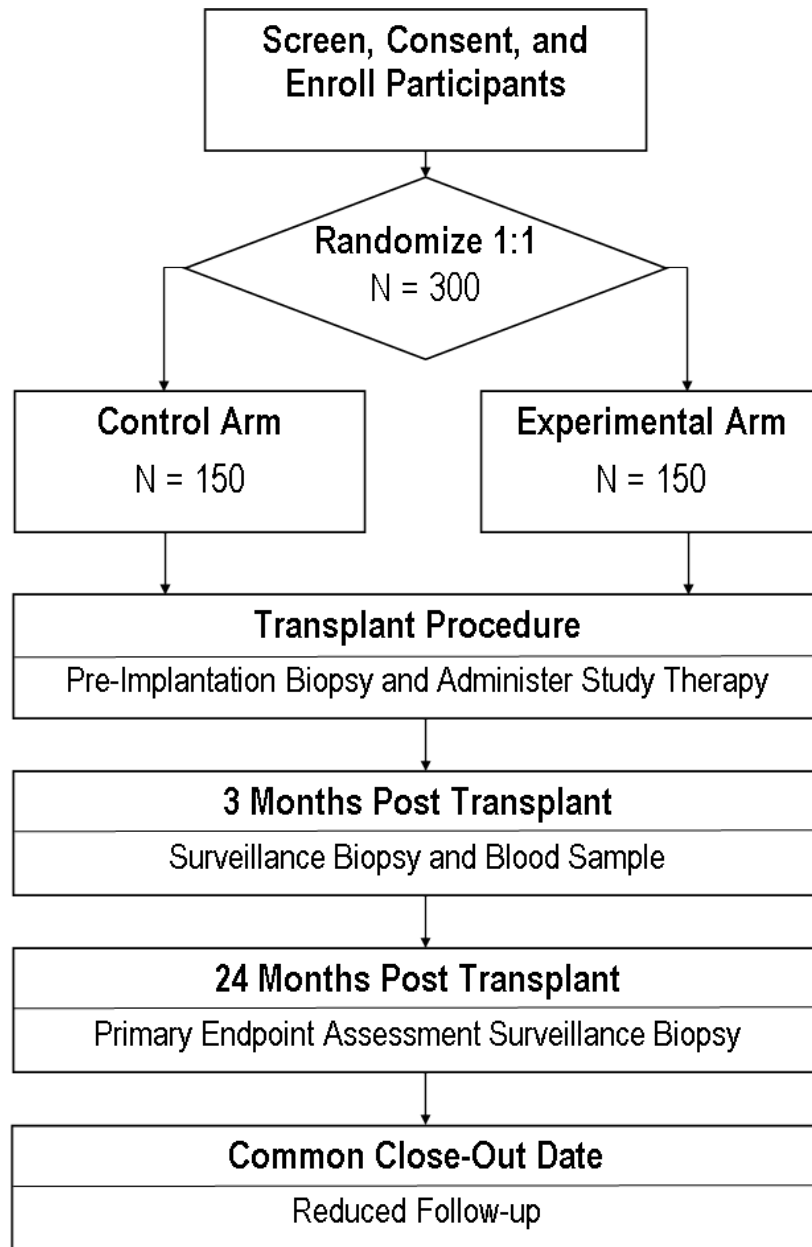 Screen, Consent, and
Enroll Participants
Randomize 1:1
N = 300
Control Arm
N = 150
Experimental Arm
N = 150
Transplant Procedure
Pre-Implantation Biopsy and Administer Study Therapy
3 Months Post Transplant
Surveillance Biopsy and Blood Sample
24 Months Post Transplant
Primary Endpoint Assessment Surveillance Biopsy
Common Close-Out Date
Reduced Follow-up